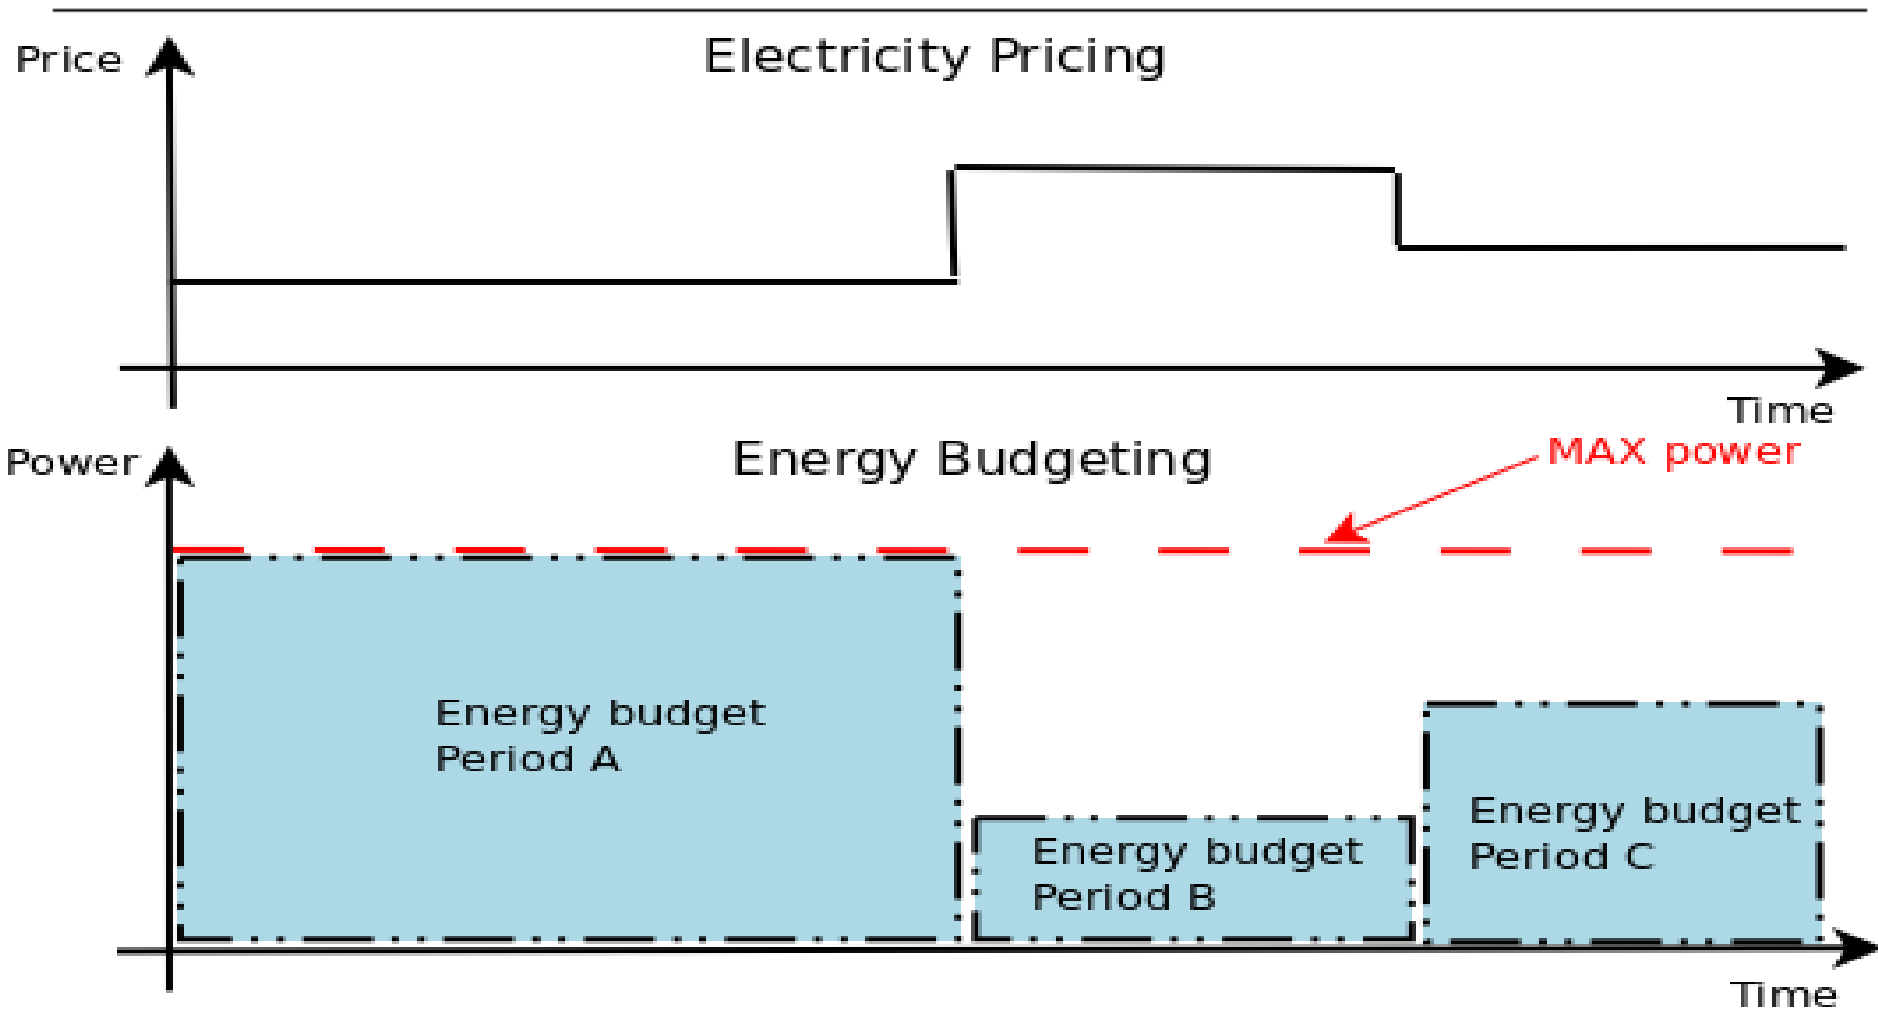 Electricity Pricing
Price
Time
Energy Budgeting
Power
MAX power
Energy budget
Period A
Energy budget
Period B
Energy budget
Period C
Time